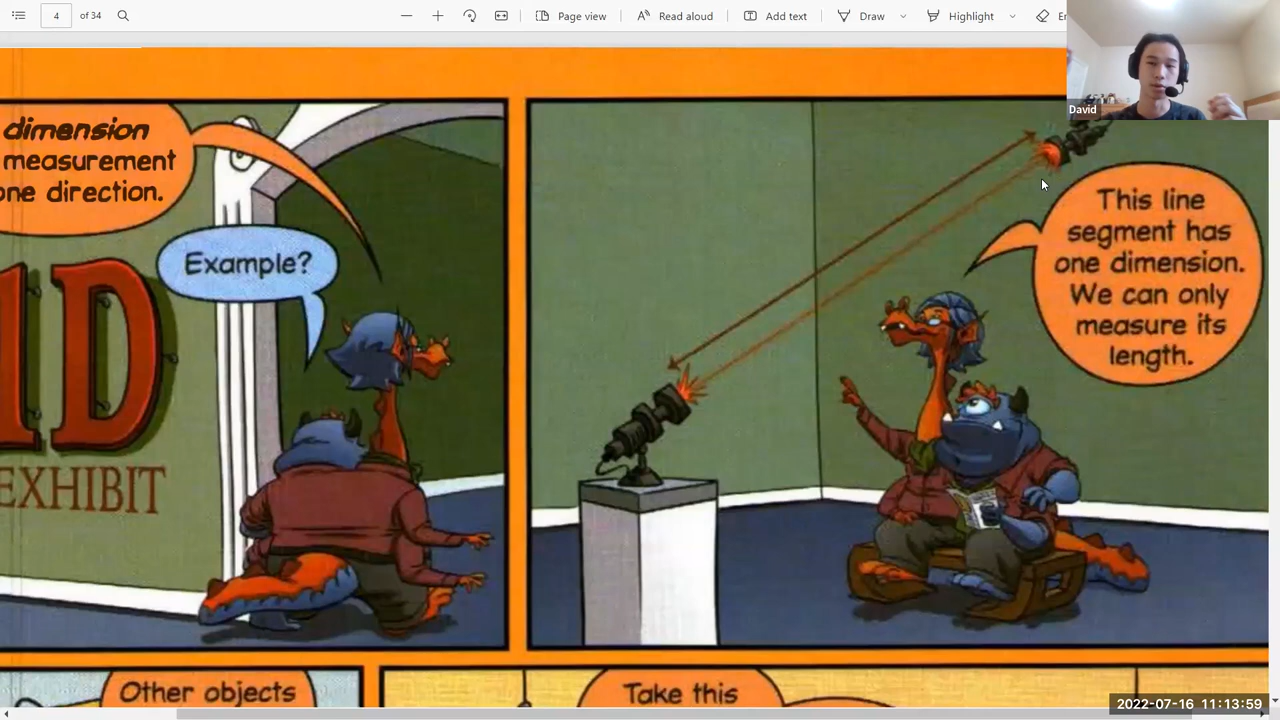 4 of 34
Page view
Read aloud
Add text
Draw
Highlight
David
dimension
measurement
one direction.
Example?
1D
EXHIBIT
This line
segment has
one dimension.
We can only
measure its
length.
Other objects
Take this
2022-07-16 11:13:59